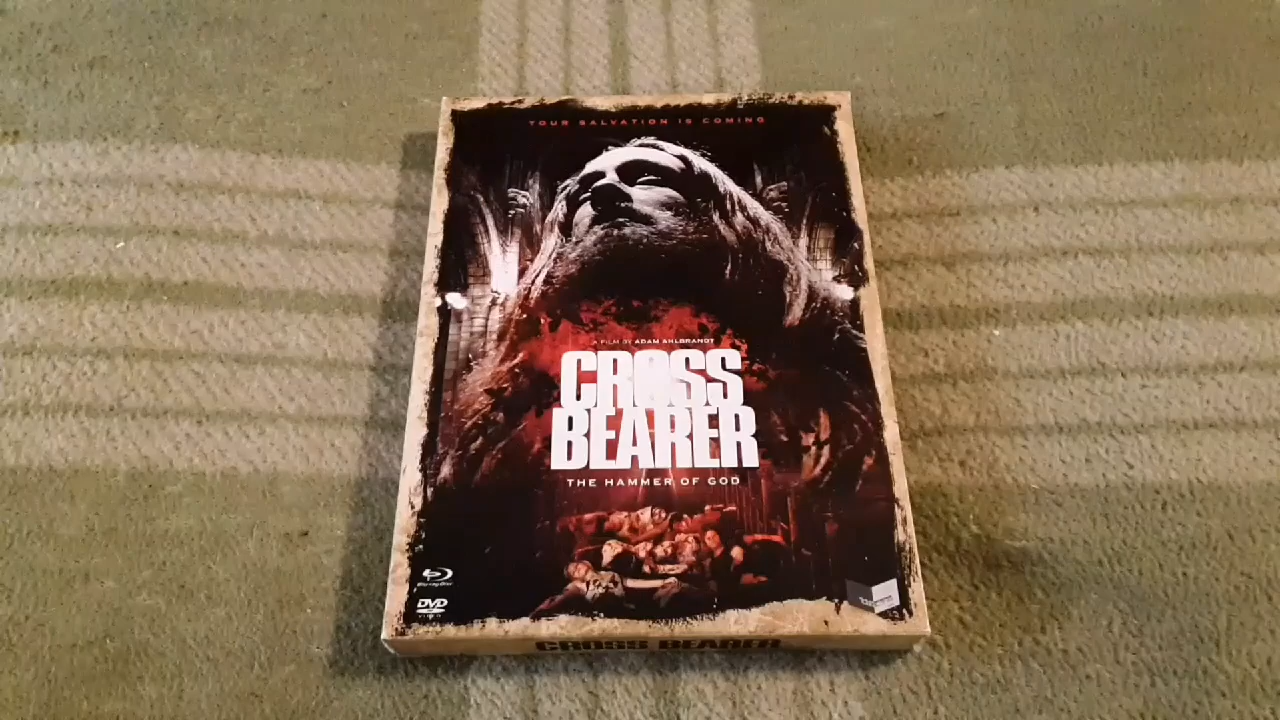 YOUR SALVATION IS COMING
A FILM BY ADAM AHLBRANDT
CROSS
BEARER
THE HAMMER OF GOD
Blu-ray Disc
DVD
VIDEO
CROSS BEARER